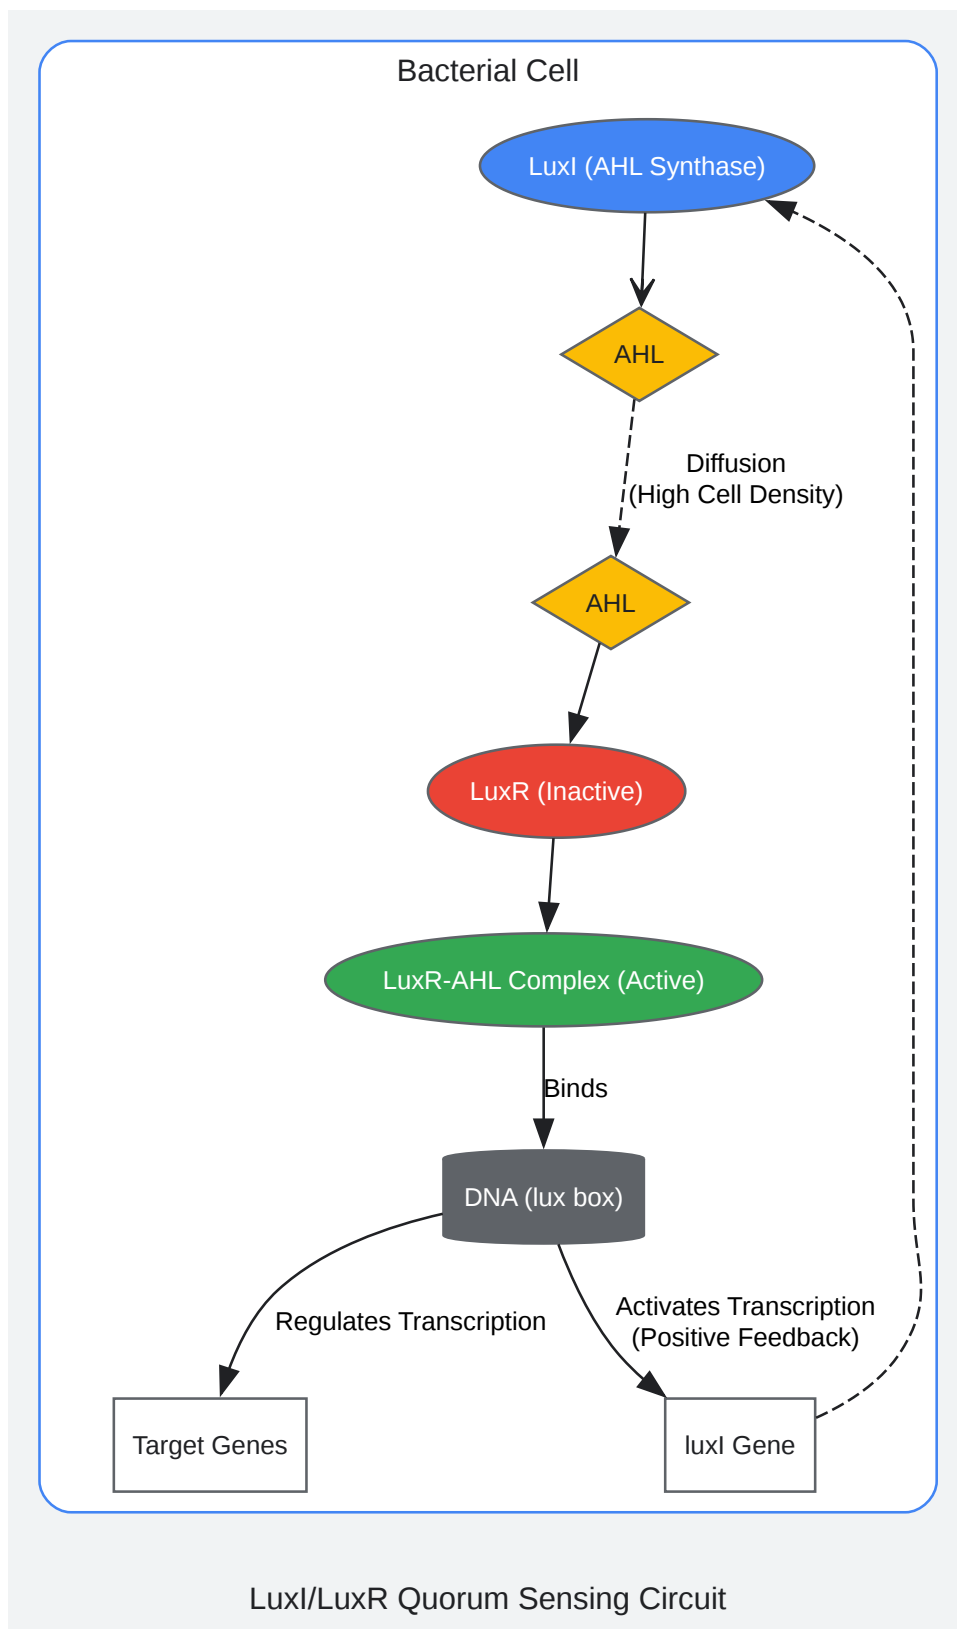 Bacterial Cell
LuxI (AHL Synthase)
AHL
Diffusion
(High Cell Density)
AHL
LuxR (Inactive)
LuxR-AHL Complex (Active)
Binds
DNA (lux box)
Regulates Transcription
Activates Transcription
(Positive Feedback)
Target Genes
luxI Gene
LuxI/LuxR Quorum Sensing Circuit